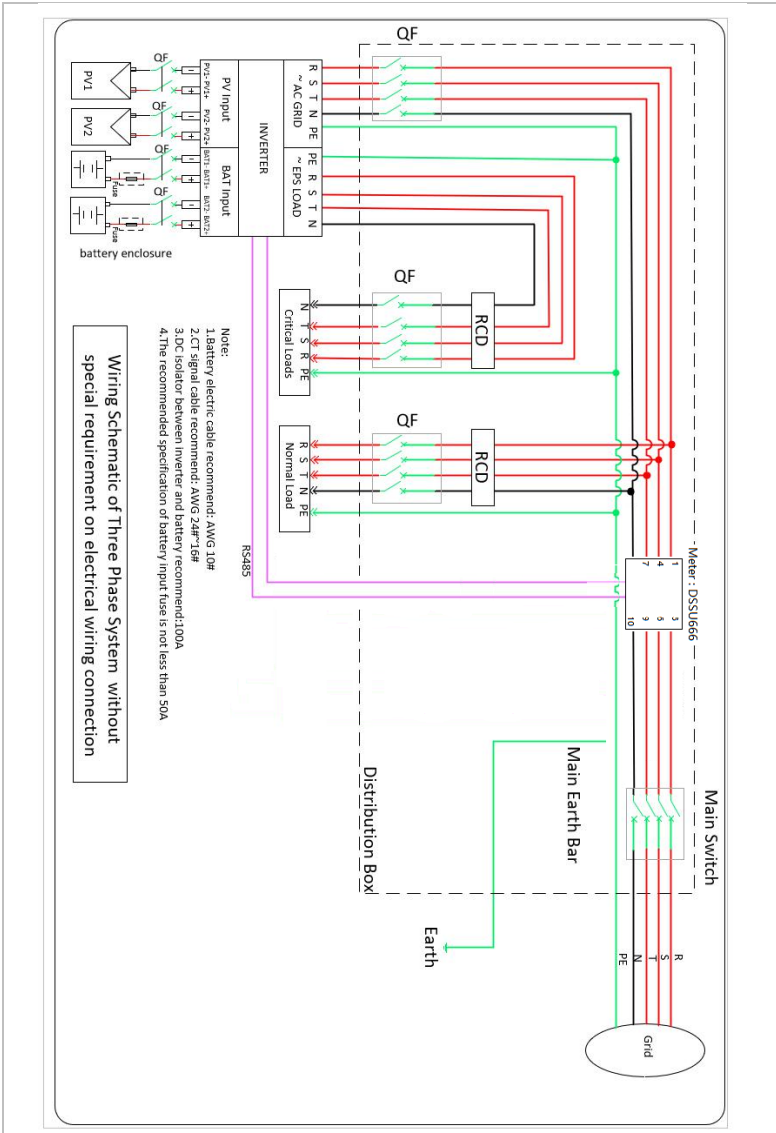 QF
R
S
T
N
PE
~ AC GRID
PE
R
S
T
N
~ EPS LOAD
INVERTER
PV Input
BAT Input
PV1- PV1+
PV2- PV2+
BAT1- BAT1+
BAT2- BAT2+
QF
PV1
QF
PV2
QF
Fuse
QF
Fuse
battery enclosure
QF
RCD
N
T
S
R
PE
Critical Loads
QF
RCD
R
S
T
N
PE
Normal Load
RS485
Meter : DSSU666
1
4
7
3
6
9
10
Main Switch
Main Earth Bar
Distribution Box
Earth
R
S
T
N
PE
Grid
Note:
1.Battery electric cable recommend: AWG 10#
2.CT signal cable recommend: AWG 24#~16#
3.DC isolator between inverter and battery recommend:100A
4.The recommended specification of battery input fuse is not less than 50A
Wiring Schematic of Three Phase System without
special requirement on electrical wiring connection